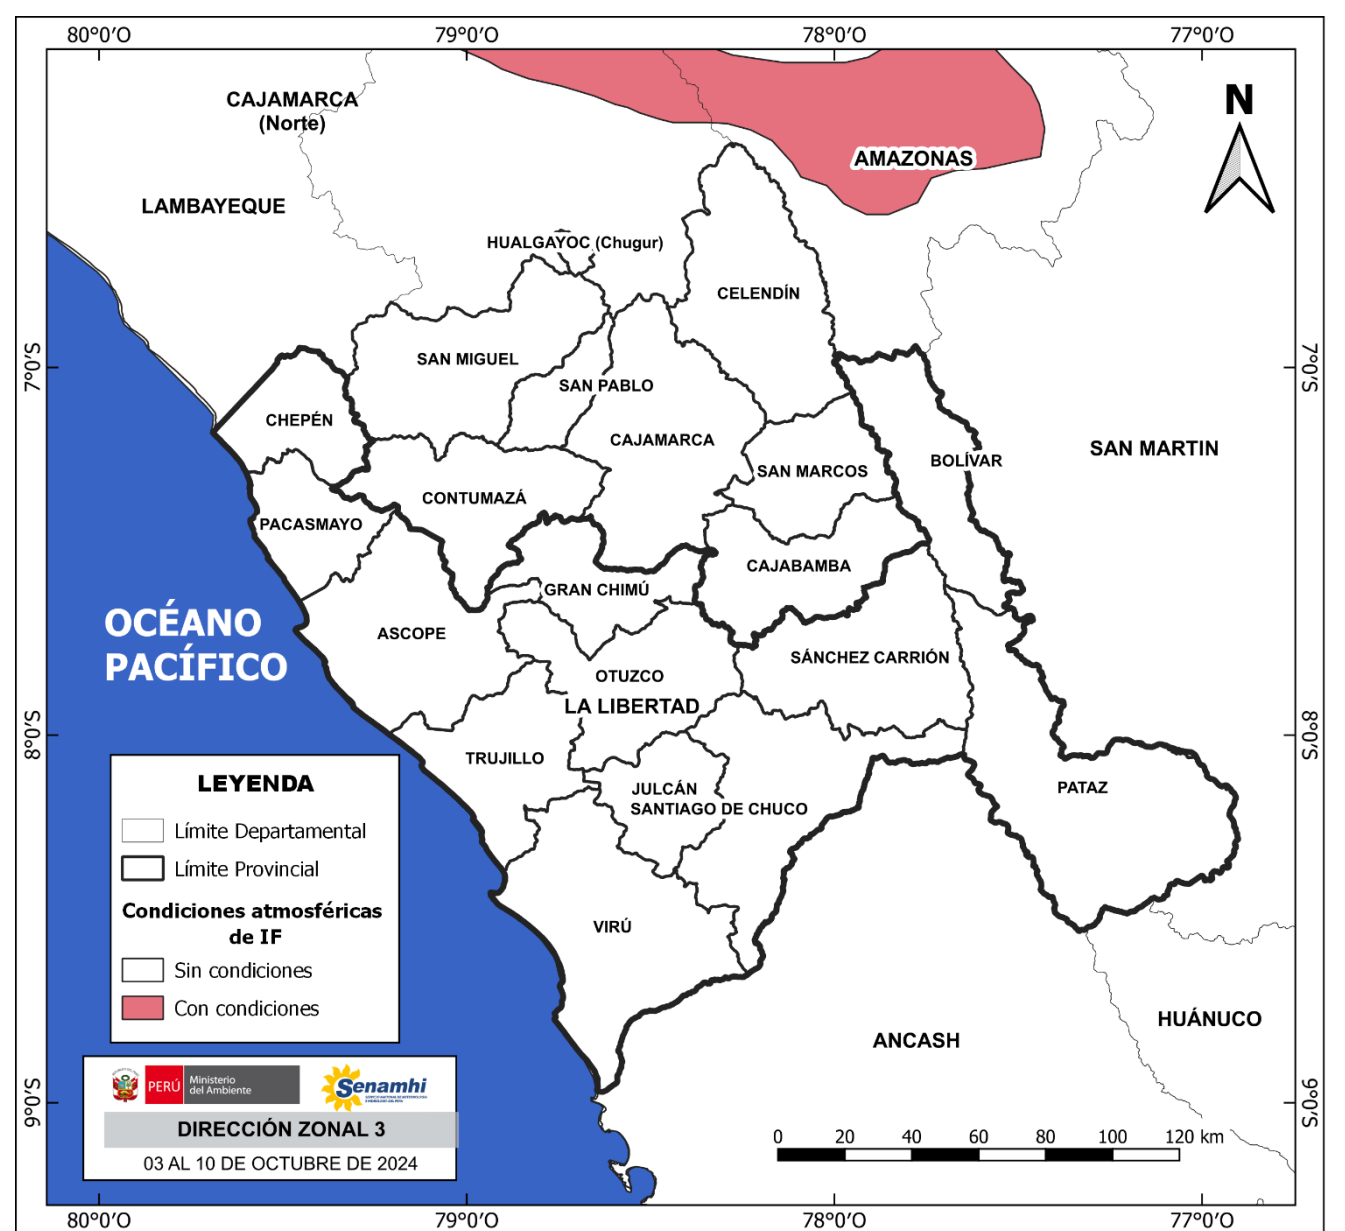 80°0'O 79°0'O 78°0'O 77°0'O
CAJAMARCA
(Norte)
N
AMAZONAS
LAMBAYEQUE
HUALGAYOC (Chugur)
CELENDÍN
7°0'S 7°0'S
SAN MIGUEL
SAN PABLO
CHEPÉN
CAJAMARCA
SAN MARTIN
BOLÍVAR
SAN MARCOS
CONTUMAZÁ
PACASMAYO
CAJABAMBA
GRAN CHIMÚ
OCÉANO
PACÍFICO
ASCOPE
SÁNCHEZ CARRIÓN
OTUZCO
LA LIBERTAD
8°0'S 8°0'S
TRUJILLO
JULCÁN
PATAZ
SANTIAGO DE CHUCO
VIRÚ
LEYENDA
Límite Departamental
Límite Provincial
Condiciones atmosféricas
de IF
Sin condiciones
Con condiciones
HUÁNUCO
ANCASH
PERÚ
Ministerio
del Ambiente
Senamhi
9°0'S 9°0'S
DIRECCIÓN ZONAL 3
03 AL 10 DE OCTUBRE DE 2024
0 20 40 60 80 100 120 km
80°0'O 79°0'O 78°0'O 77°0'O